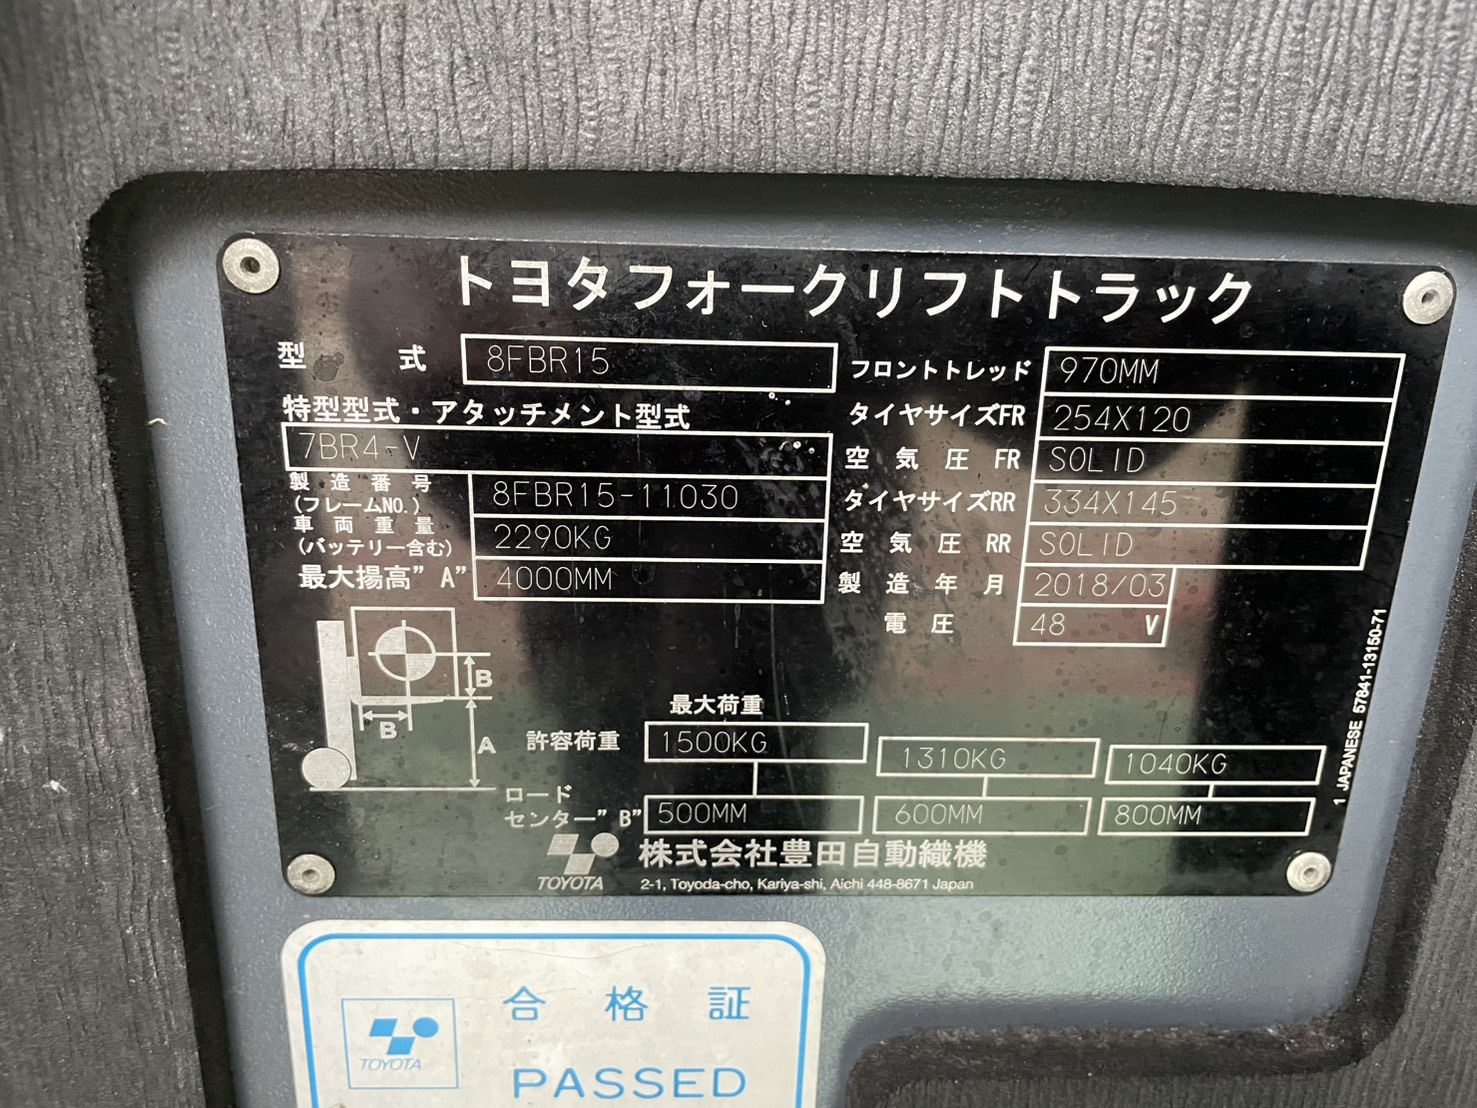 トヨタフォークリフトトラック
型 式 8FBR15
特型型式・アタッチメント型式
7BR4-V
製造番号
(フレームNO.) 8FBR15-11030
車両重量
(バッテリー含む) 2290KG
最大揚高"A" 4000MM
フロントトレッド 970MM
タイヤサイズFR 254X120
空気圧 FR SOLID
タイヤサイズRR 334X145
空気圧 RR SOLID
製造年月 2018/03
電圧 48 V
B
B
A
最大荷重
許容荷重 1500KG 1310KG 1040KG
ロード
センター"B" 500MM 600MM 800MM
TOYOTA 株式会社豊田自動織機
2-1, Toyoda-cho, Kariya-shi, Aichi 448-8671 Japan
1 JAPANESE 57841-13150-71
合格証
TOYOTA
PASSED